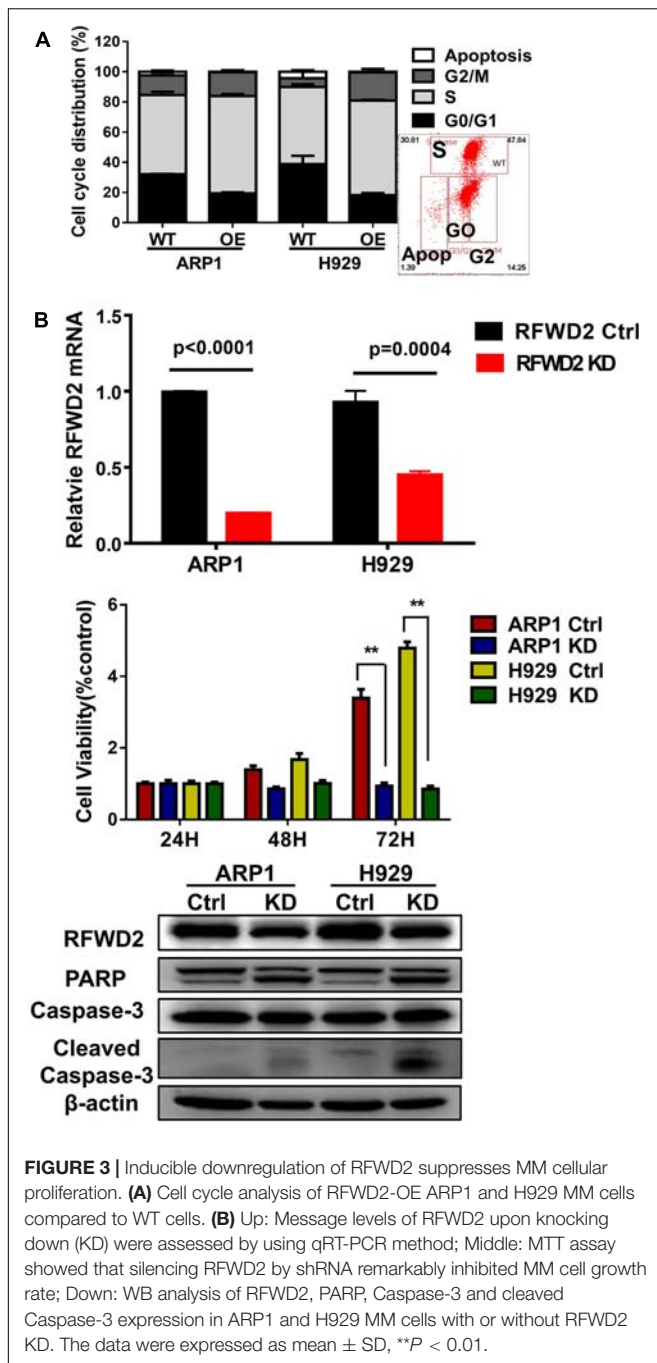 A
Cell cycle distribution (%)
120
100
80
60
40
20
0
WT OE WT OE
ARP1 H929
Apoptosis
G2/M
S
G0/G1
30.81 47.84
S
WT
GO
Apop G2
1.39 14.25
B
Relatvie RFWD2 mRNA
1.5
1.0
0.5
0.0
p<0.0001 p=0.0004
ARP1 H929
RFWD2 Ctrl
RFWD2 KD
Cell Viability(%control)
6
4
2
0
** **
24H 48H 72H
ARP1 Ctrl
ARP1 KD
H929 Ctrl
H929 KD
ARP1 H929
Ctrl KD Ctrl KD
RFWD2
PARP
Caspase-3
Cleaved
Caspase-3
β-actin
FIGURE 3 | Inducible downregulation of RFWD2 suppresses MM cellular
proliferation. (A) Cell cycle analysis of RFWD2-OE ARP1 and H929 MM cells
compared to WT cells. (B) Up: Message levels of RFWD2 upon knocking
down (KD) were assessed by using qRT-PCR method; Middle: MTT assay
showed that silencing RFWD2 by shRNA remarkably inhibited MM cell growth
rate; Down: WB analysis of RFWD2, PARP, Caspase-3 and cleaved
Caspase-3 expression in ARP1 and H929 MM cells with or without RFWD2
KD. The data were expressed as mean ± SD, **P < 0.01.